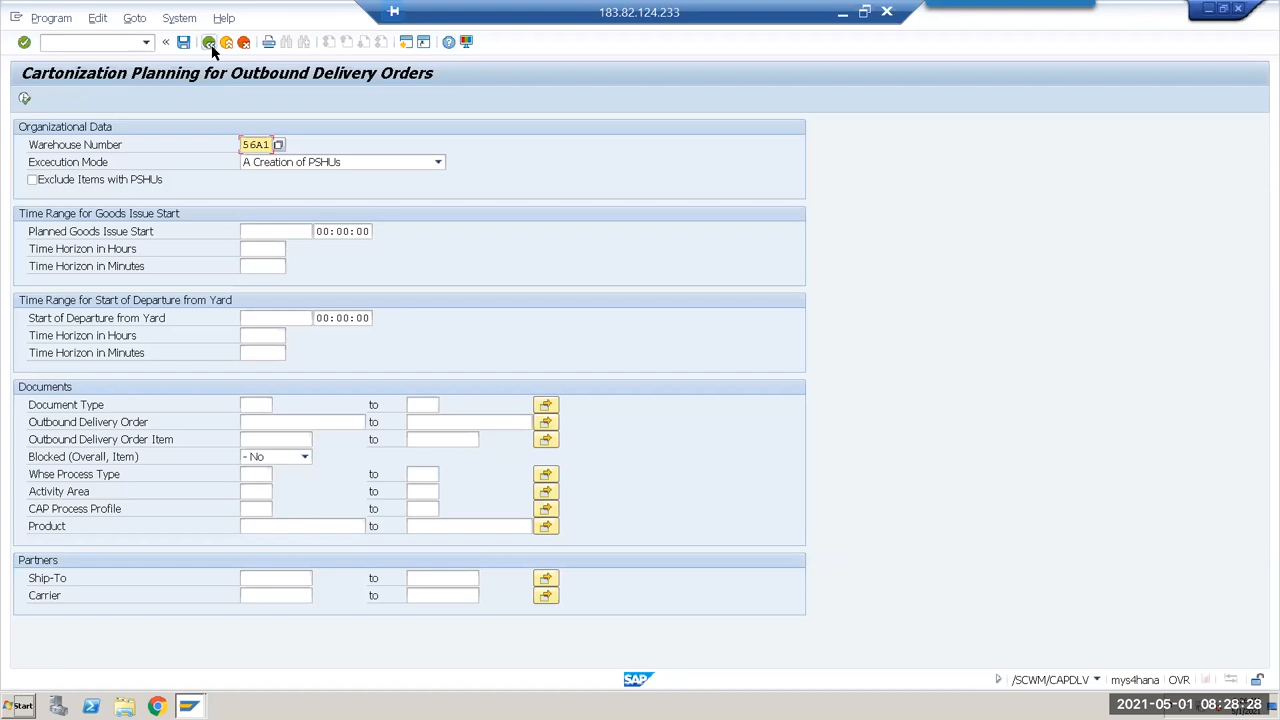 183.82.124.233
Program Edit Goto System Help
Cartonization Planning for Outbound Delivery Orders
Organizational Data
Warehouse Number 56A1
Excecution Mode A Creation of PSHUs
Exclude Items with PSHUs
Time Range for Goods Issue Start
Planned Goods Issue Start 00:00:00
Time Horizon in Hours
Time Horizon in Minutes
Time Range for Start of Departure from Yard
Start of Departure from Yard 00:00:00
Time Horizon in Hours
Time Horizon in Minutes
Documents
Document Type to
Outbound Delivery Order to
Outbound Delivery Order Item to
Blocked (Overall, Item) - No
Whse Process Type to
Activity Area to
CAP Process Profile to
Product to
Partners
Ship-To to
Carrier to
SAP /SCWM/CAPDLV mys4hana OVR
Start 2021-05-01 08:28:28